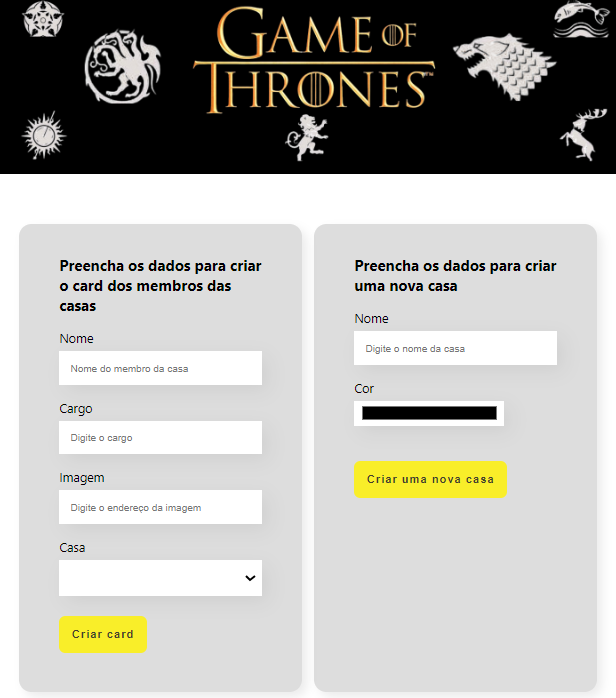 GAME OF
THRONES™
Preencha os dados para criar
o card dos membros das
casas
Nome
Nome do membro da casa
Cargo
Digite o cargo
Imagem
Digite o endereço da imagem
Casa
Criar card
Preencha os dados para criar
uma nova casa
Nome
Digite o nome da casa
Cor
Criar uma nova casa